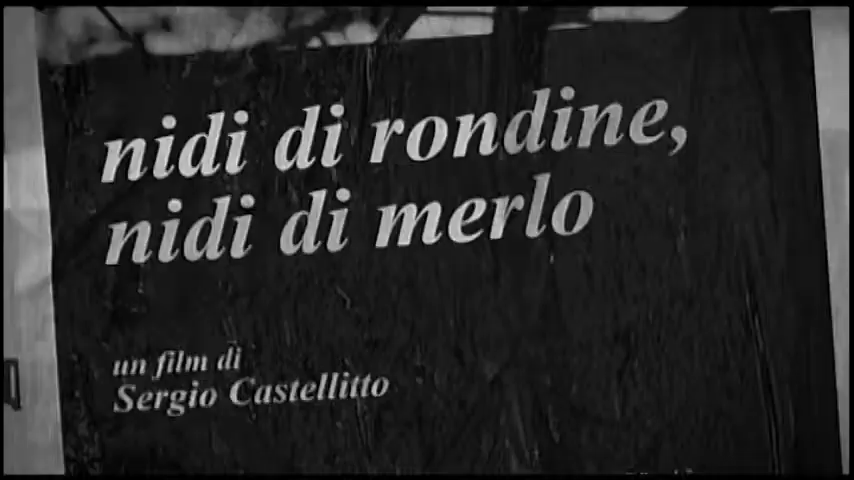 nidi di rondine,
nidi di merlo
un film di
Sergio Castellitto